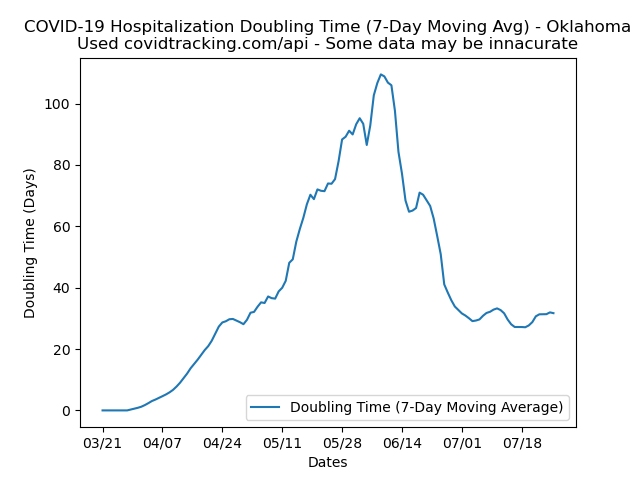 COVID-19 Hospitalization Doubling Time (7-Day Moving Avg) - Oklahoma
Used covidtracking.com/api - Some data may be innacurate
Doubling Time (Days)
100
80
60
40
20
0
Doubling Time (7-Day Moving Average)
03/21 04/07 04/24 05/11 05/28 06/14 07/01 07/18
Dates